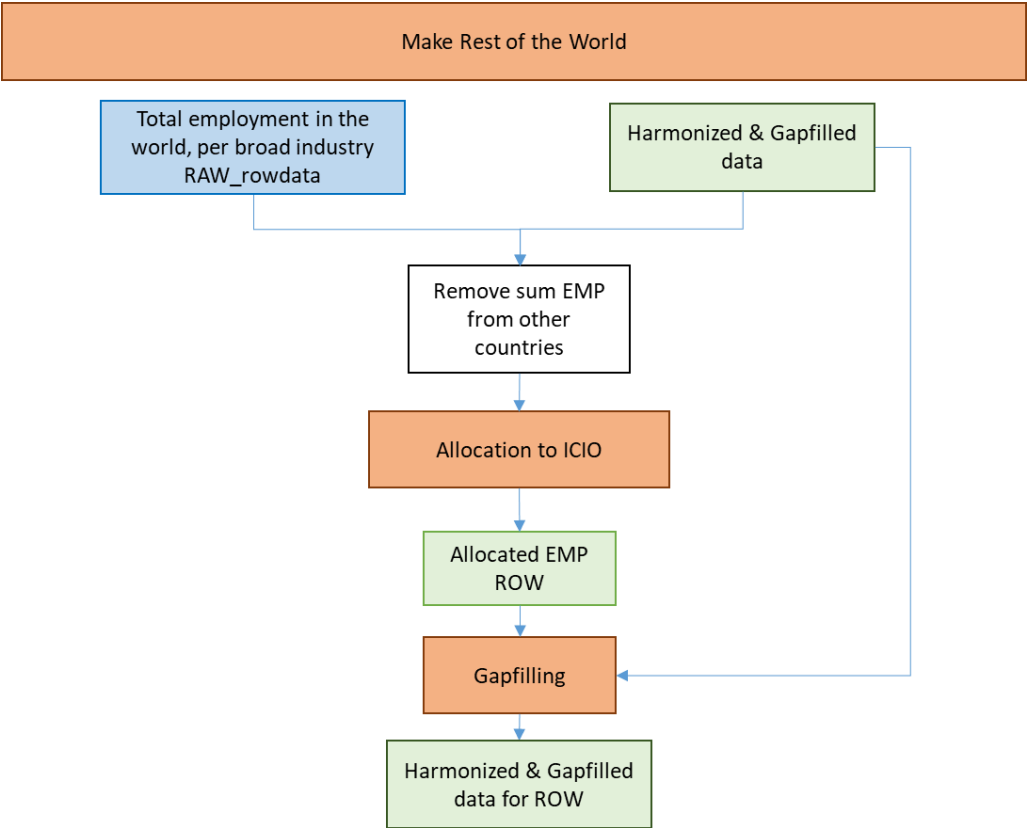 Make Rest of the World
Total employment in the
world, per broad industry
RAW_rowdata
Harmonized & Gapfilled
data
Remove sum EMP
from other
countries
Allocation to ICIO
Allocated EMP
ROW
Gapfilling
Harmonized & Gapfilled
data for ROW